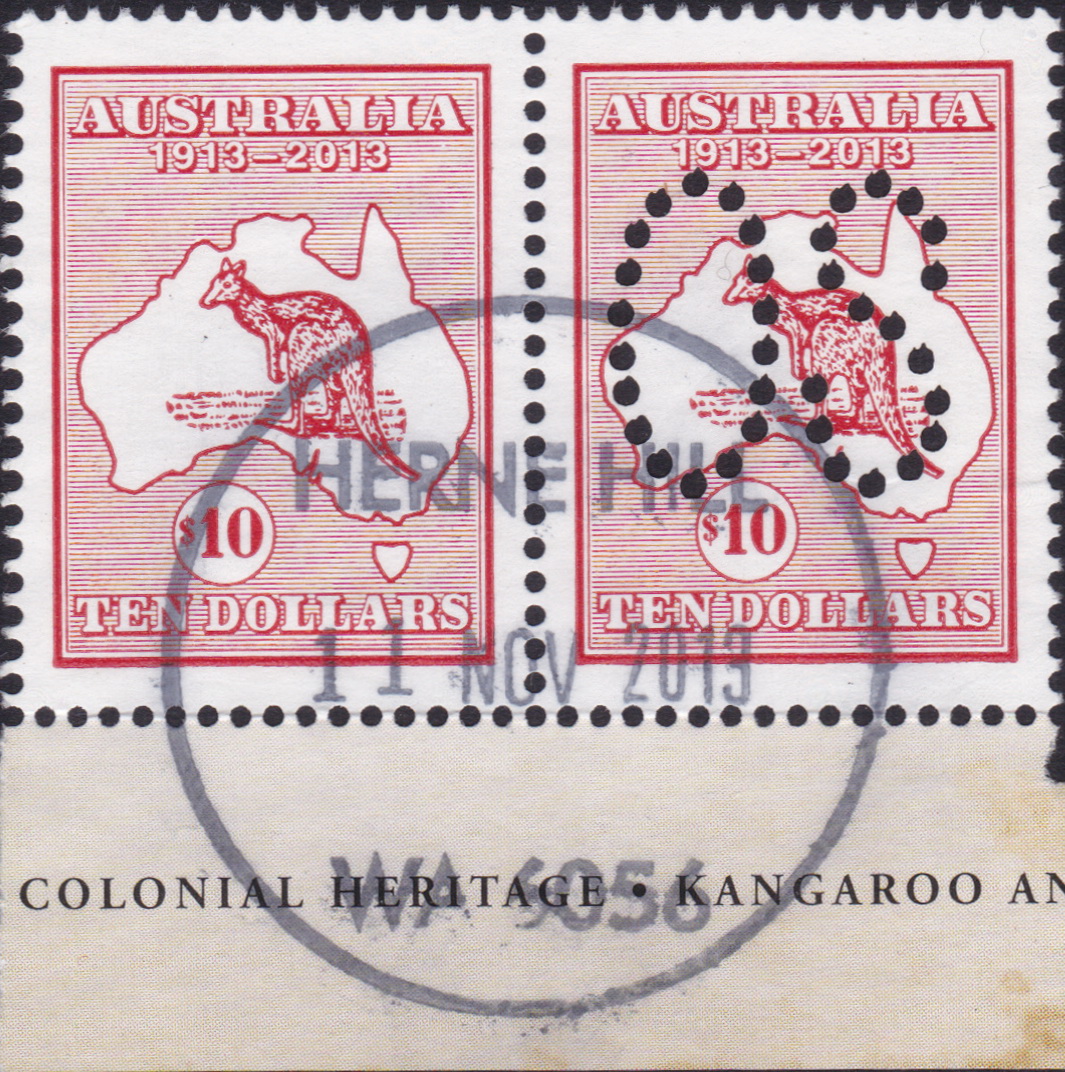 AUSTRALIA
1913–2013
$10
TEN DOLLARS
AUSTRALIA
1913–2013
OS
$10
TEN DOLLARS
HERNE HILL
11 NOV 2013
WA 6056
COLONIAL HERITAGE • KANGAROO AN